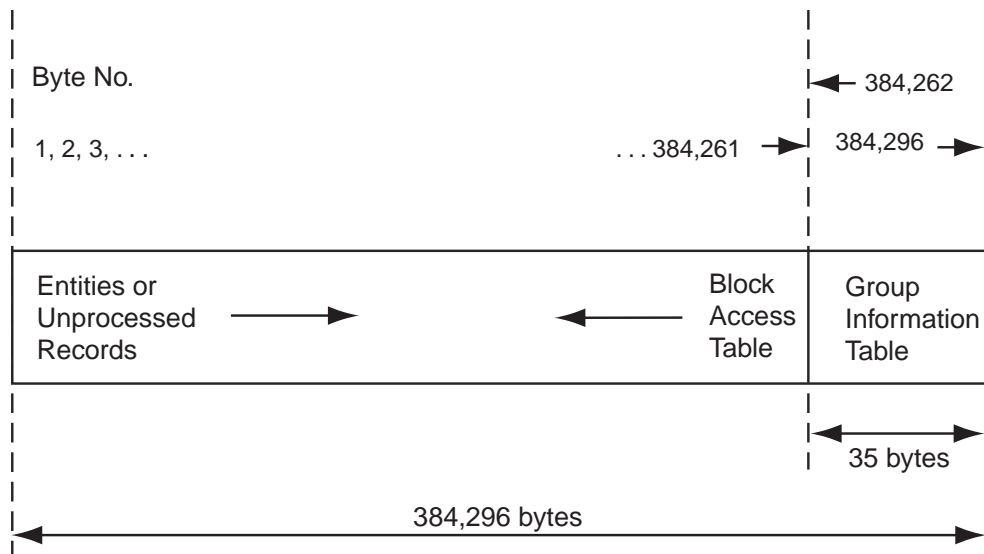 Byte No.
384,262
1, 2, 3, . . .
. . . 384,261
384,296
Entities or
Unprocessed
Records
Block
Access
Table
Group
Information
Table
35 bytes
384,296 bytes